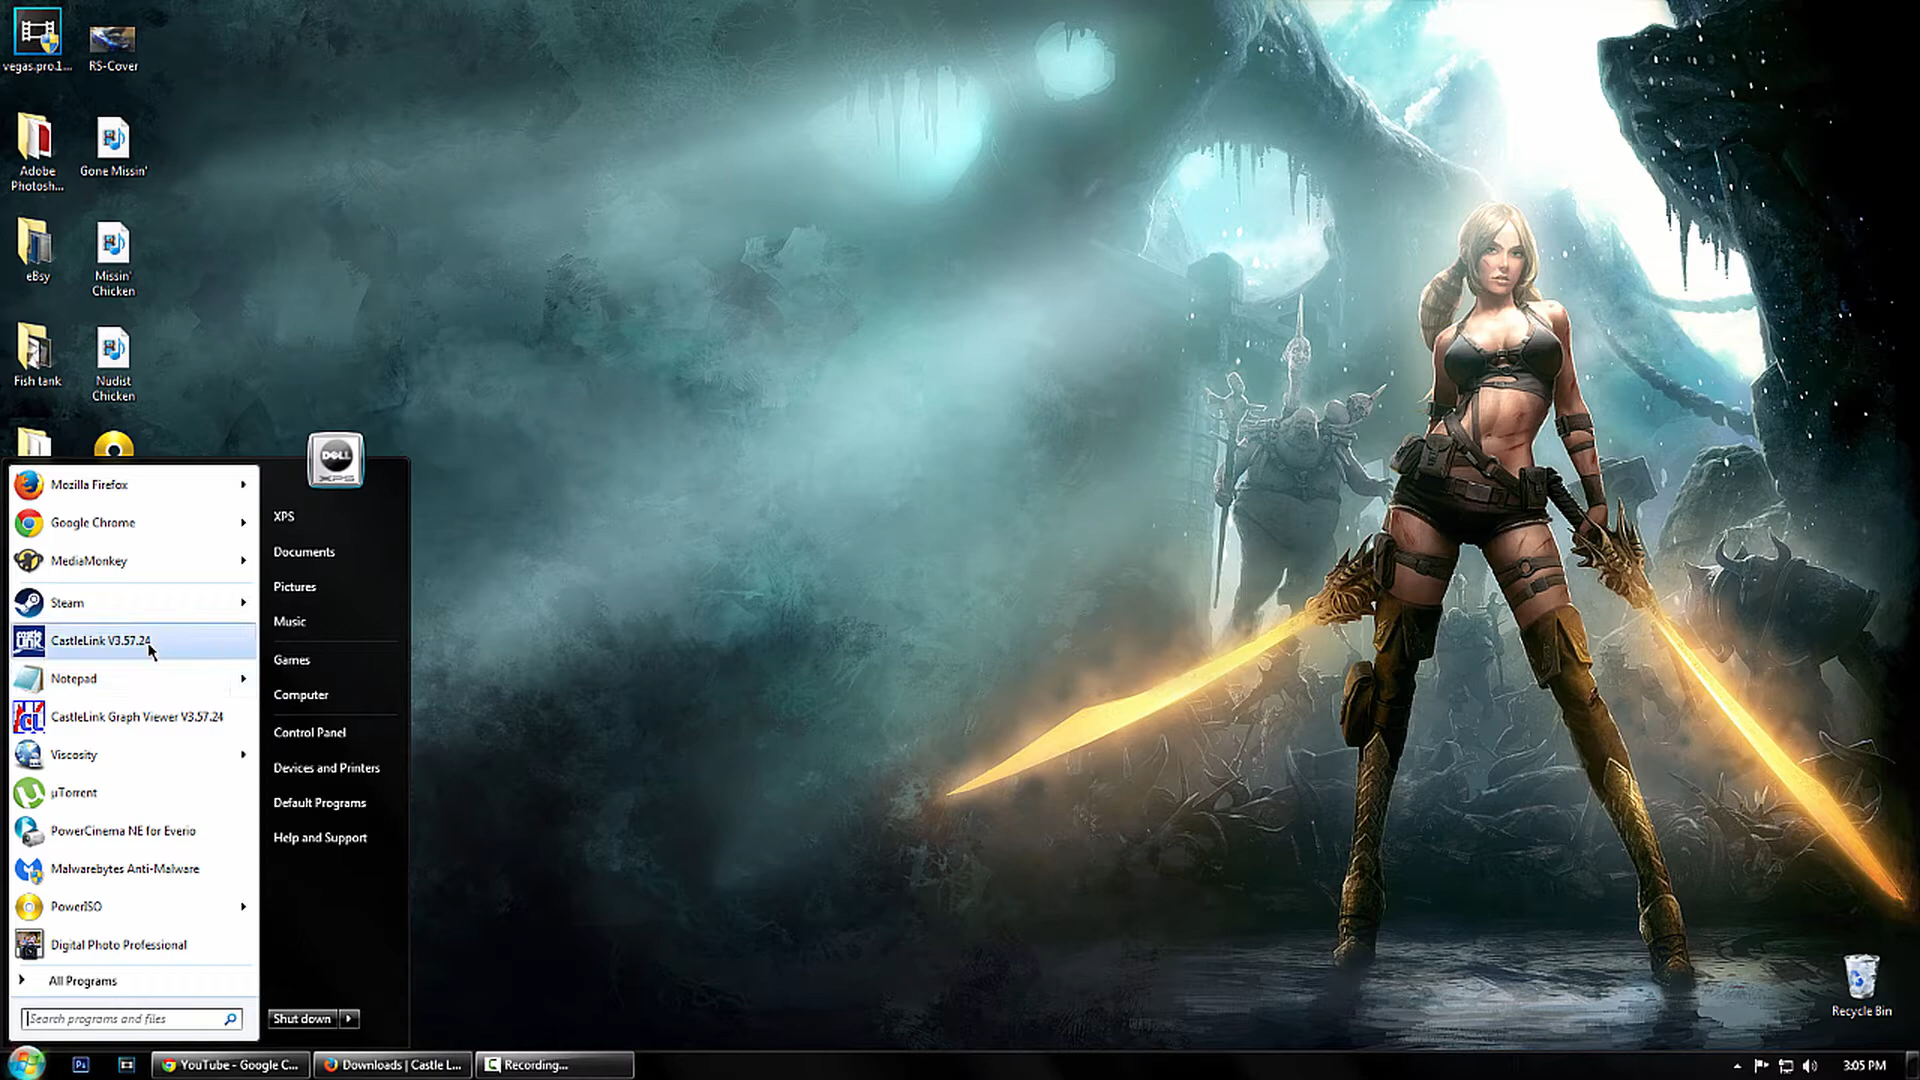 vegas.pro.1...
RS-Cover
Adobe
Photosh...
Gone Missin'
eBsy
Missin'
Chicken
Fish tank
Nudist
Chicken
DELL
XPS
Mozilla Firefox
Google Chrome
MediaMonkey
Steam
CastleLink V3.57.24
Notepad
CastleLink Graph Viewer V3.57.24
Viscosity
µTorrent
PowerCinema NE for Everio
Malwarebytes Anti-Malware
PowerISO
Digital Photo Professional
All Programs
Search programs and files
XPS
Documents
Pictures
Music
Games
Computer
Control Panel
Devices and Printers
Default Programs
Help and Support
Shut down
Recycle Bin
Ps
YouTube - Google C...
Downloads | Castle L...
Recording...
3:05 PM